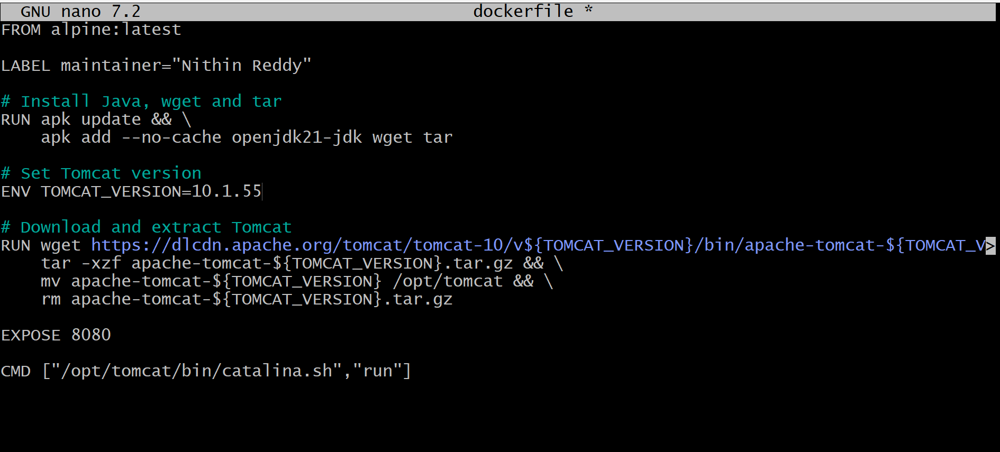 GNU nano 7.2 dockerfile *
FROM alpine:latest
LABEL maintainer="Nithin Reddy"
# Install Java, wget and tar
RUN apk update && \
    apk add --no-cache openjdk21-jdk wget tar
# Set Tomcat version
ENV TOMCAT_VERSION=10.1.55
# Download and extract Tomcat
RUN wget https://dlcdn.apache.org/tomcat/tomcat-10/v${TOMCAT_VERSION}/bin/apache-tomcat-${TOMCAT_V>
    tar -xzf apache-tomcat-${TOMCAT_VERSION}.tar.gz && \
    mv apache-tomcat-${TOMCAT_VERSION} /opt/tomcat && \
    rm apache-tomcat-${TOMCAT_VERSION}.tar.gz
EXPOSE 8080
CMD ["/opt/tomcat/bin/catalina.sh","run"]